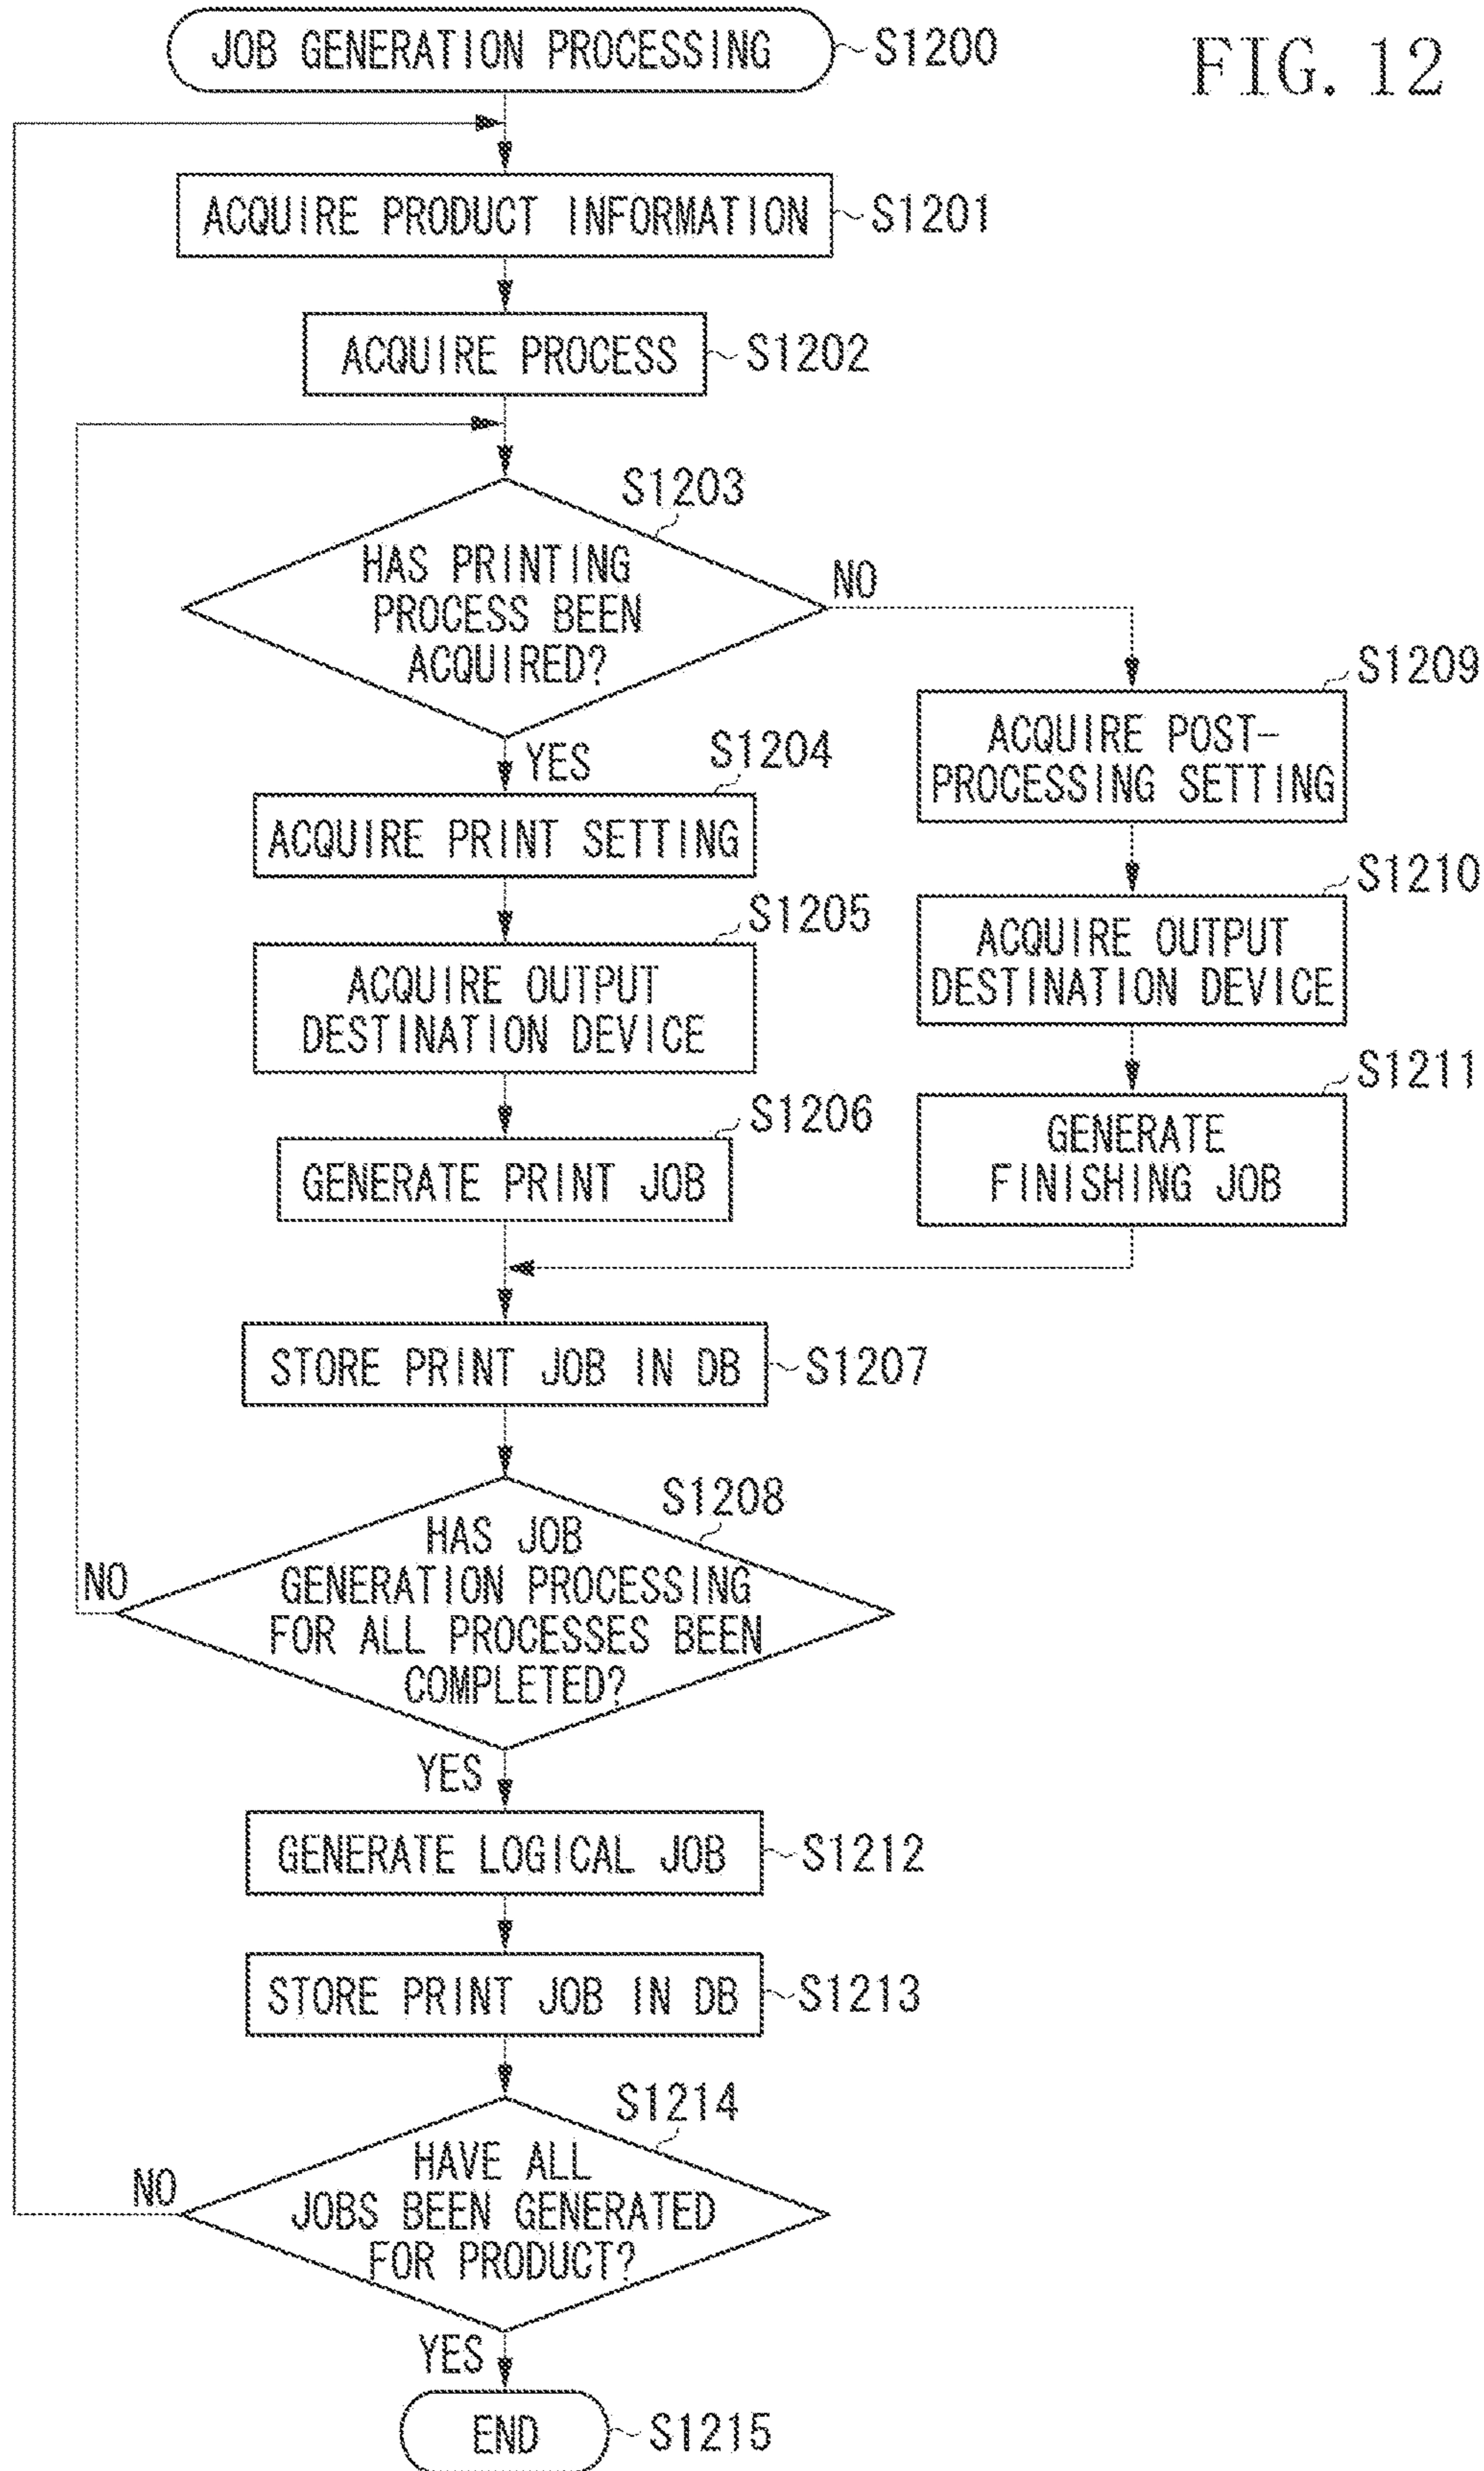 FIG. 12
JOB GENERATION PROCESSING
S1200
ACQUIRE PRODUCT INFORMATION
S1201
ACQUIRE PROCESS
S1202
S1203
HAS PRINTING
PROCESS BEEN
ACQUIRED?
NO
YES
S1204
ACQUIRE PRINT SETTING
S1205
ACQUIRE OUTPUT
DESTINATION DEVICE
S1206
GENERATE PRINT JOB
S1209
ACQUIRE POST-
PROCESSING SETTING
S1210
ACQUIRE OUTPUT
DESTINATION DEVICE
S1211
GENERATE
FINISHING JOB
STORE PRINT JOB IN DB
S1207
S1208
HAS JOB
GENERATION PROCESSING
FOR ALL PROCESSES BEEN
COMPLETED?
NO
YES
GENERATE LOGICAL JOB
S1212
STORE PRINT JOB IN DB
S1213
S1214
HAVE ALL
JOBS BEEN GENERATED
FOR PRODUCT?
NO
YES
END
S1215